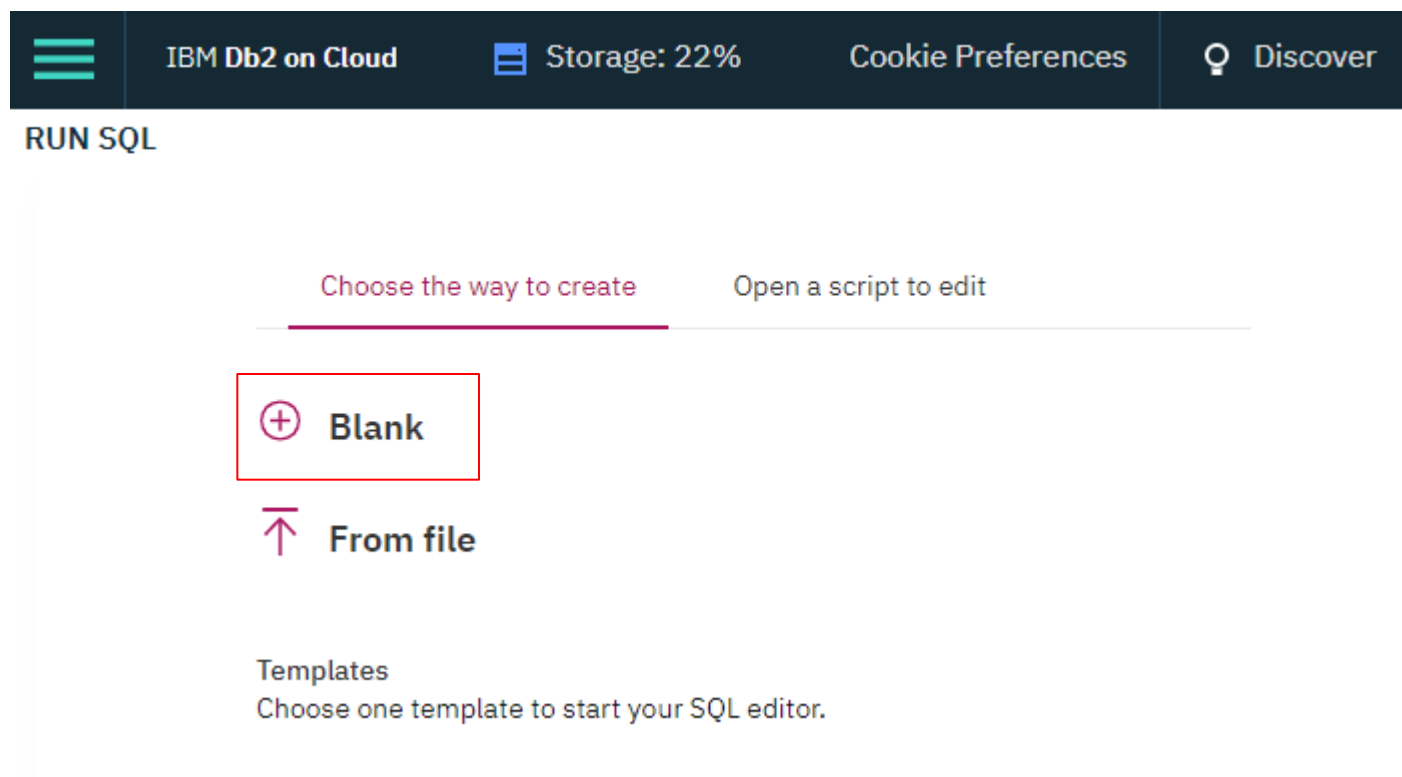 IBM Db2 on Cloud Storage: 22% Cookie Preferences Discover
RUN SQL
Choose the way to create Open a script to edit
Blank
From file
Templates
Choose one template to start your SQL editor.